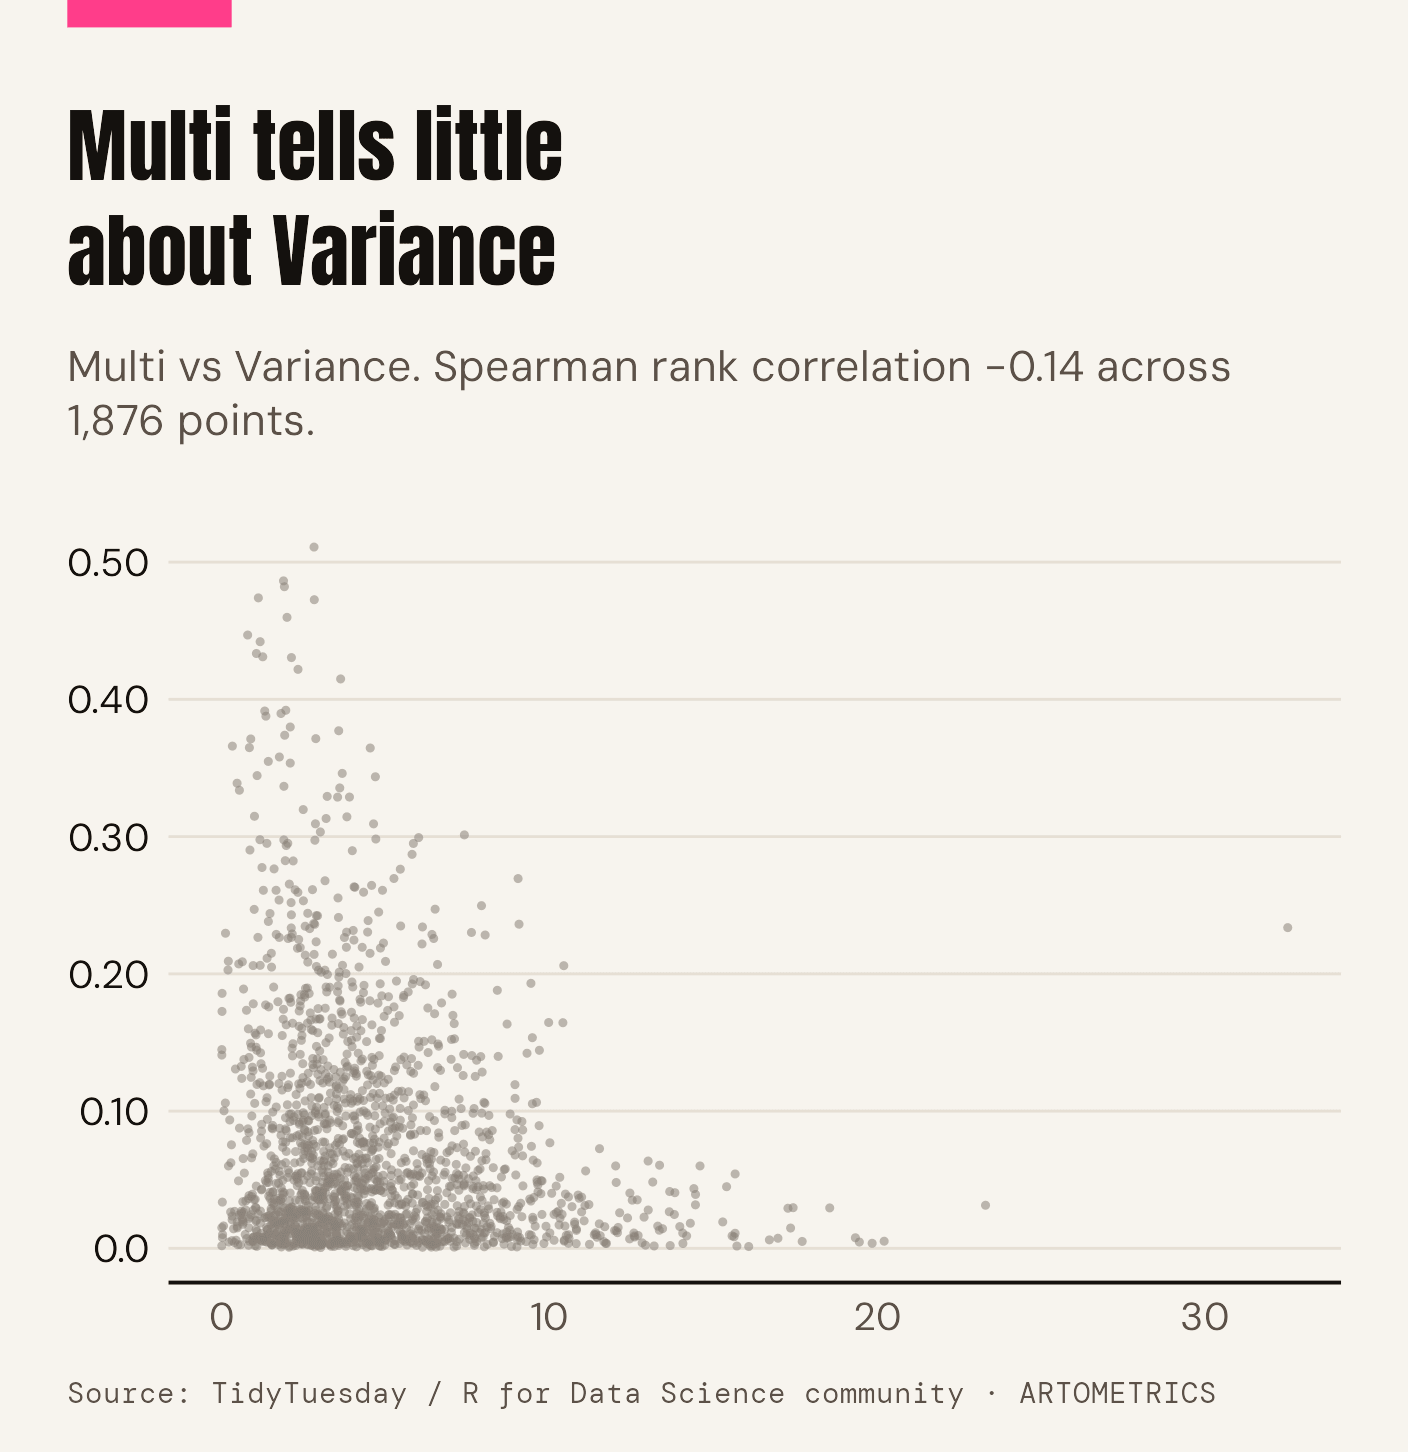 Multi tells little
about Variance
Multi vs Variance. Spearman rank correlation −0.14 across
1,876 points.
0.50
0.40
0.30
0.20
0.10
0.0
0 10 20 30
Source: TidyTuesday / R for Data Science community · ARTOMETRICS